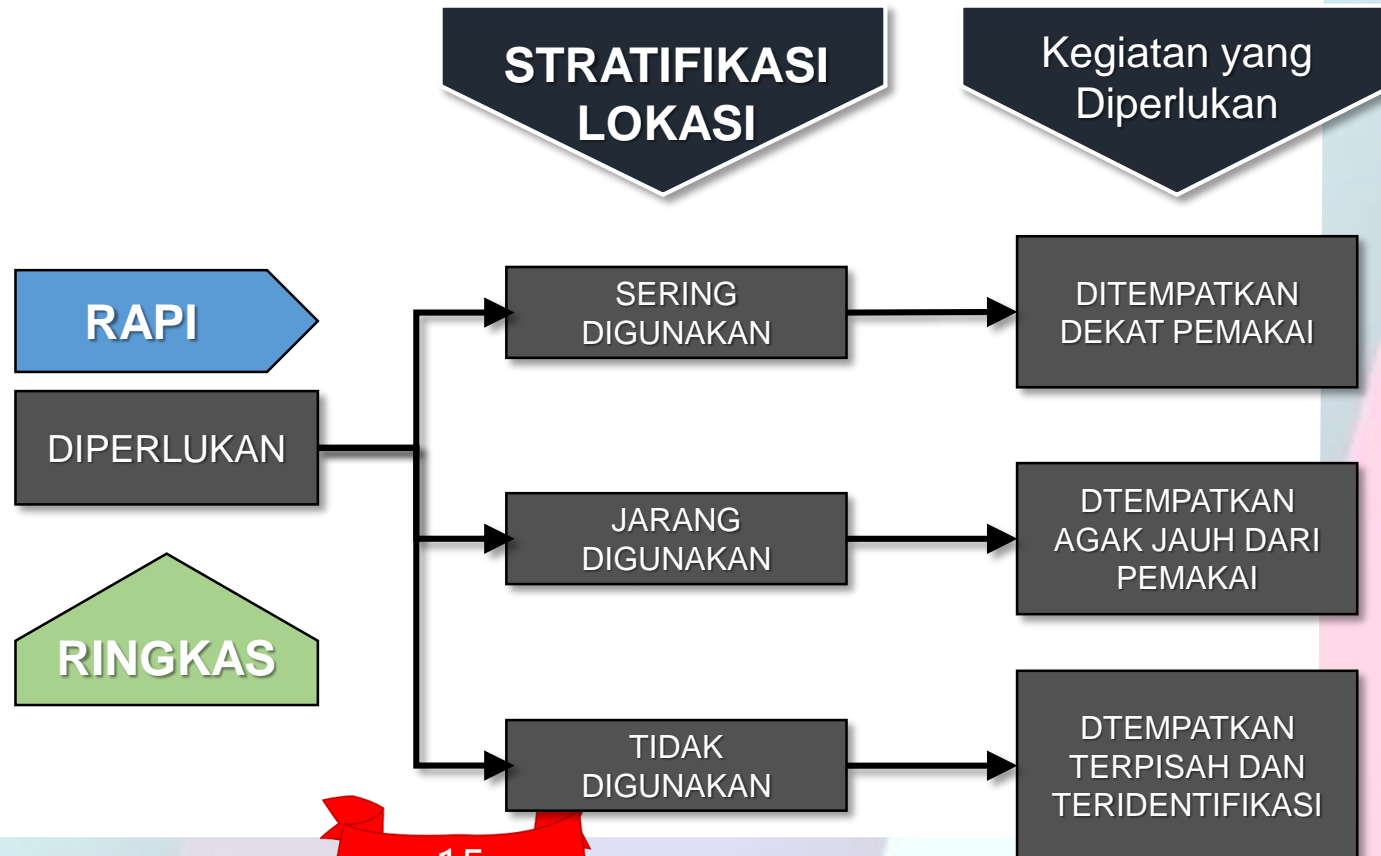 STRATIFIKASI
LOKASI
Kegiatan yang
Diperlukan
RAPI
DIPERLUKAN
RINGKAS
SERING
DIGUNAKAN
DITEMPATKAN
DEKAT PEMAKAI
JARANG
DIGUNAKAN
DTEMPATKAN
AGAK JAUH DARI
PEMAKAI
TIDAK
DIGUNAKAN
DTEMPATKAN
TERPISAH DAN
TERIDENTIFIKASI
15